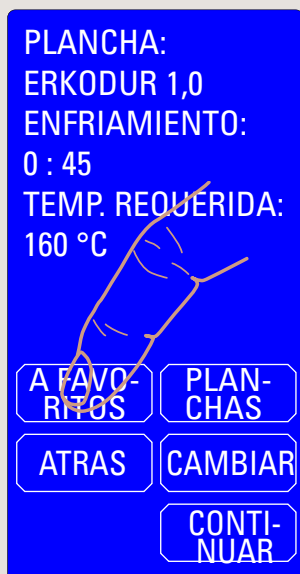 PLANCHA:
ERKODUR 1,0
ENFRIAMIENTO:
0 : 45
TEMP. REQUERIDA:
160 °C
A FAVO-
RITOS
PLAN-
CHAS
ATRAS
CAMBIAR
CONTI-
NUAR